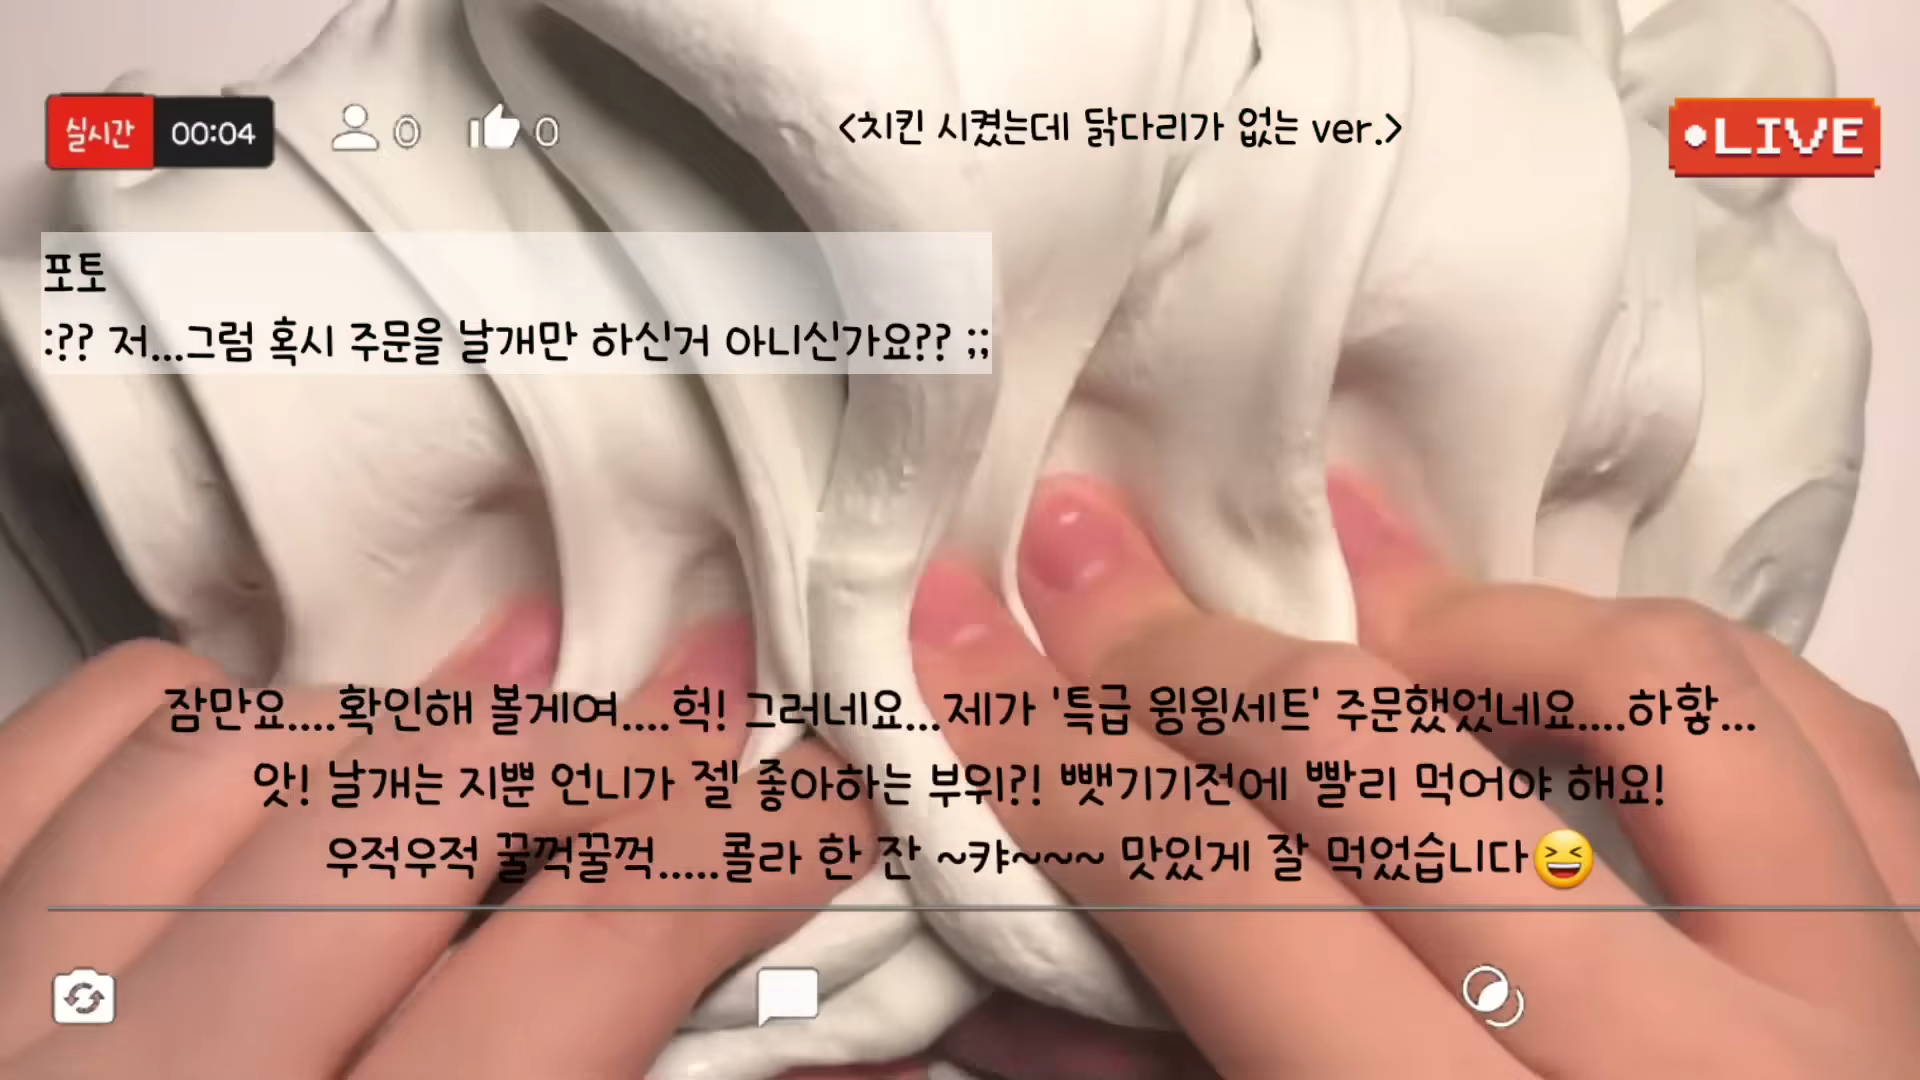 실시간 00:04 0 0 <치킨 시켰는데 닭다리가 없는 ver.> LIVE
포토
:?? 저...그럼 혹시 주문을 날개만 하신거 아니신가요?? ;;
잠만요....확인해 볼게여....헉! 그러네요...제가 '특급 윙윙세트' 주문했었네요....하핳...
앗! 날개는 지뿐 언니가 젤 좋아하는 부위?! 뺏기기전에 빨리 먹어야 해요!
우적우적 꿀꺽꿀꺽.....콜라 한 잔 ~캬~~~ 맛있게 잘 먹었습니다😆